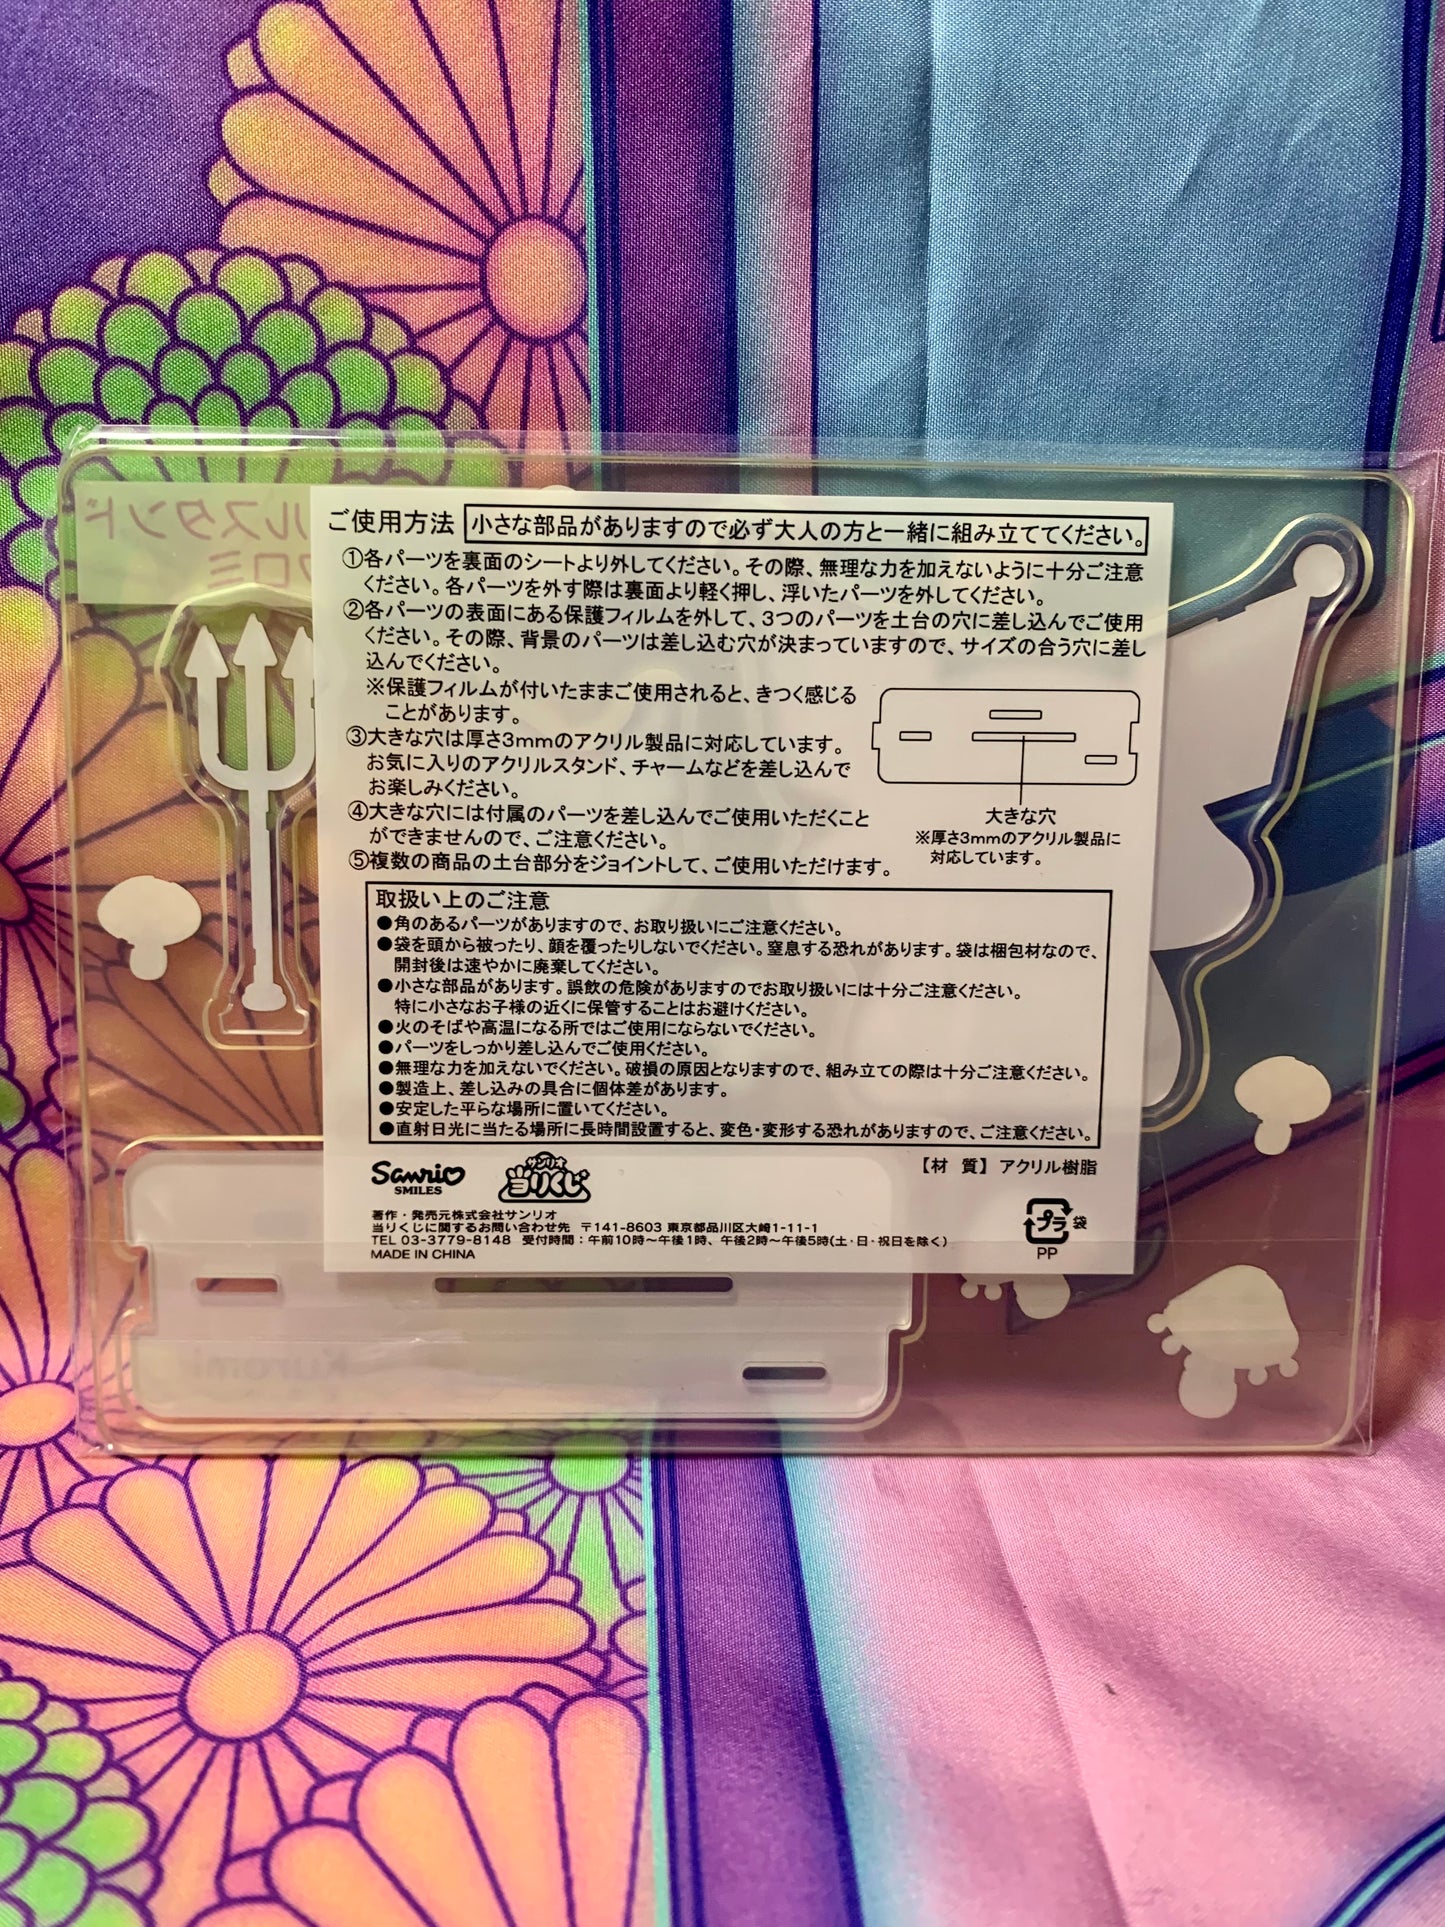 ルスタンド
クロミ
ご使用方法 小さな部品がありますので必ず大人の方と一緒に組み立ててください。
①各パーツを裏面のシートより外してください。その際、無理な力を加えないように十分ご注意
ください。各パーツを外す際は裏面より軽く押し、浮いたパーツを外してください。
②各パーツの表面にある保護フィルムを外して、3つのパーツを土台の穴に差し込んでご使用
ください。その際、背景のパーツは差し込む穴が決まっていますので、サイズの合う穴に差し
込んでください。
※保護フィルムが付いたままご使用されると、きつく感じる
ことがあります。
③大きな穴は厚さ3mmのアクリル製品に対応しています。
お気に入りのアクリルスタンド、チャームなどを差し込んで
お楽しみください。
④大きな穴には付属のパーツを差し込んでご使用いただくこと
ができませんので、ご注意ください。
⑤複数の商品の土台部分をジョイントして、ご使用いただけます。
大きな穴
※厚さ3mmのアクリル製品に
対応しています。
取扱い上のご注意
●角のあるパーツがありますので、お取り扱いにご注意ください。
●袋を頭から被ったり、顔を覆ったりしないでください。窒息する恐れがあります。袋は梱包材なので、
開封後は速やかに廃棄してください。
●小さな部品があります。誤飲の危険がありますのでお取り扱いには十分ご注意ください。
特に小さなお子様の近くに保管することはお避けください。
●火のそばや高温になる所ではご使用にならないでください。
●パーツをしっかり差し込んでご使用ください。
●無理な力を加えないでください。破損の原因となりますので、組み立ての際は十分ご注意ください。
●製造上、差し込みの具合に個体差があります。
●安定した平らな場所に置いてください。
●直射日光に当たる場所に長時間設置すると、変色・変形する恐れがありますので、ご注意ください。
【材 質】 アクリル樹脂
Sanrio
SMILES
サンリオ
当りくじ
著作・発売元株式会社サンリオ
当りくじに関するお問い合わせ先 〒141-8603 東京都品川区大崎1-11-1
TEL 03-3779-8148 受付時間：午前10時〜午後1時、午後2時〜午後5時(土・日・祝日を除く)
MADE IN CHINA
プラ 袋
PP
Kuromi